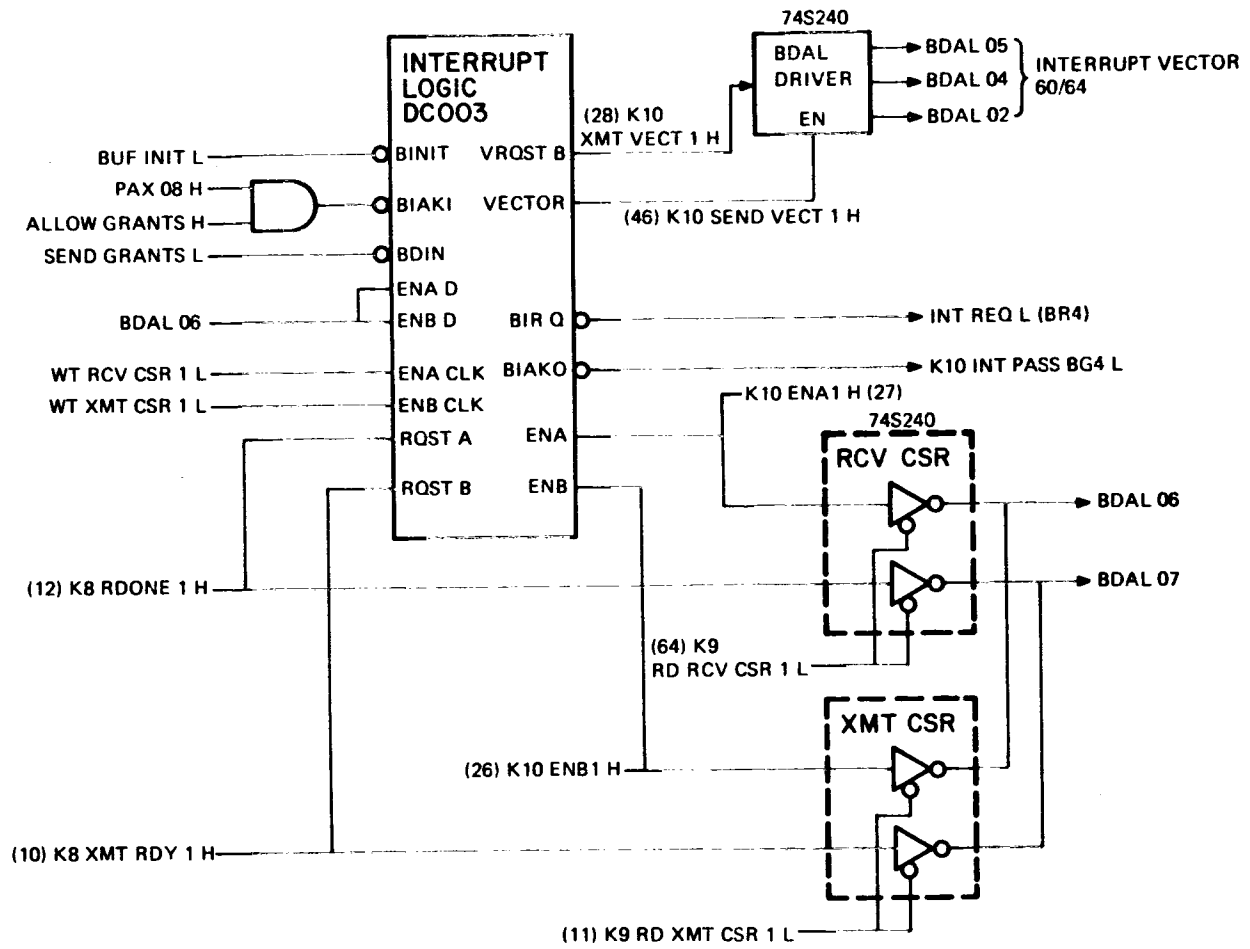 74S240
INTERRUPT
LOGIC
DC003
BDAL
DRIVER
EN
BDAL 05
BDAL 04
BDAL 02
INTERRUPT VECTOR
60/64
(28) K10
XMT VECT 1 H
BUF INIT L
BINIT
VRQST B
PAX 08 H
ALLOW GRANTS H
BIAKI
VECTOR
(46) K10 SEND VECT 1 H
SEND GRANTS L
BDIN
ENA D
BDAL 06
ENB D
BIR Q
INT REQ L (BR4)
WT RCV CSR 1 L
ENA CLK
BIAKO
K10 INT PASS BG4 L
WT XMT CSR 1 L
ENB CLK
K10 ENA1 H (27)
74S240
RQST A
ENA
RCV CSR
RQST B
ENB
BDAL 06
(12) K8 RDONE 1 H
BDAL 07
(64) K9
RD RCV CSR 1 L
XMT CSR
(26) K10 ENB1 H
(10) K8 XMT RDY 1 H
(11) K9 RD XMT CSR 1 L